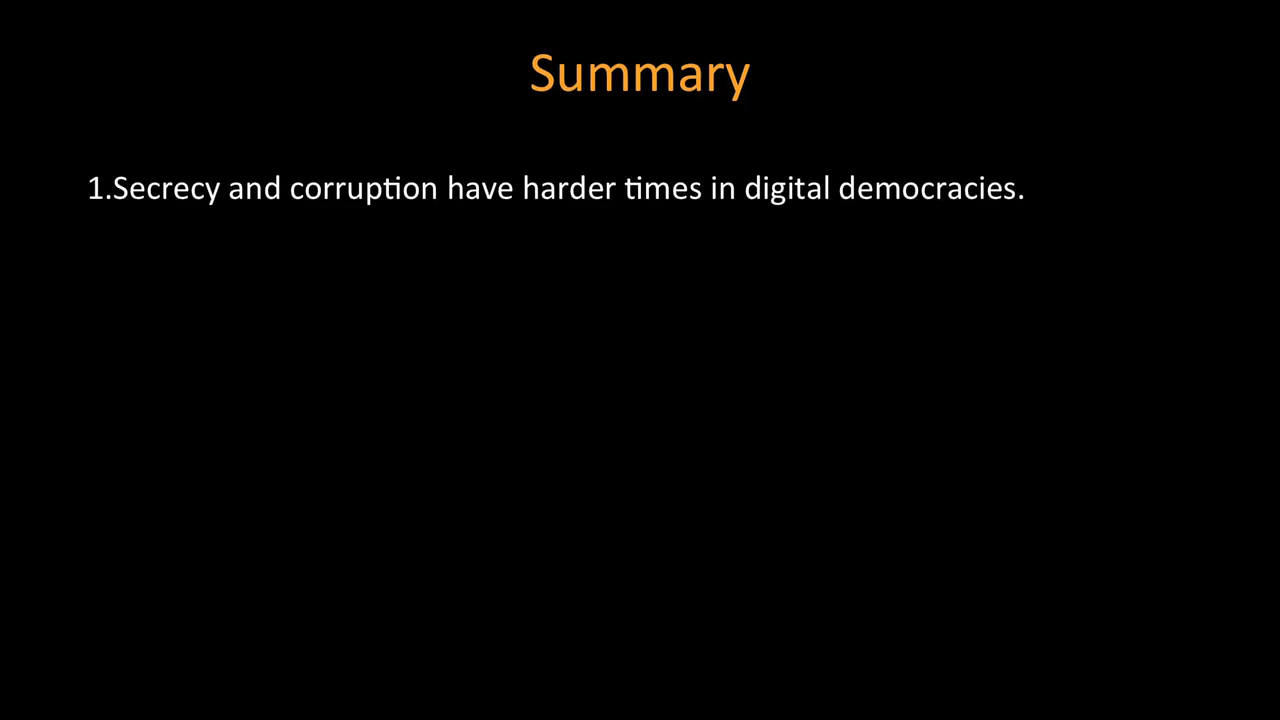 Summary
1.Secrecy and corruption have harder times in digital democracies.